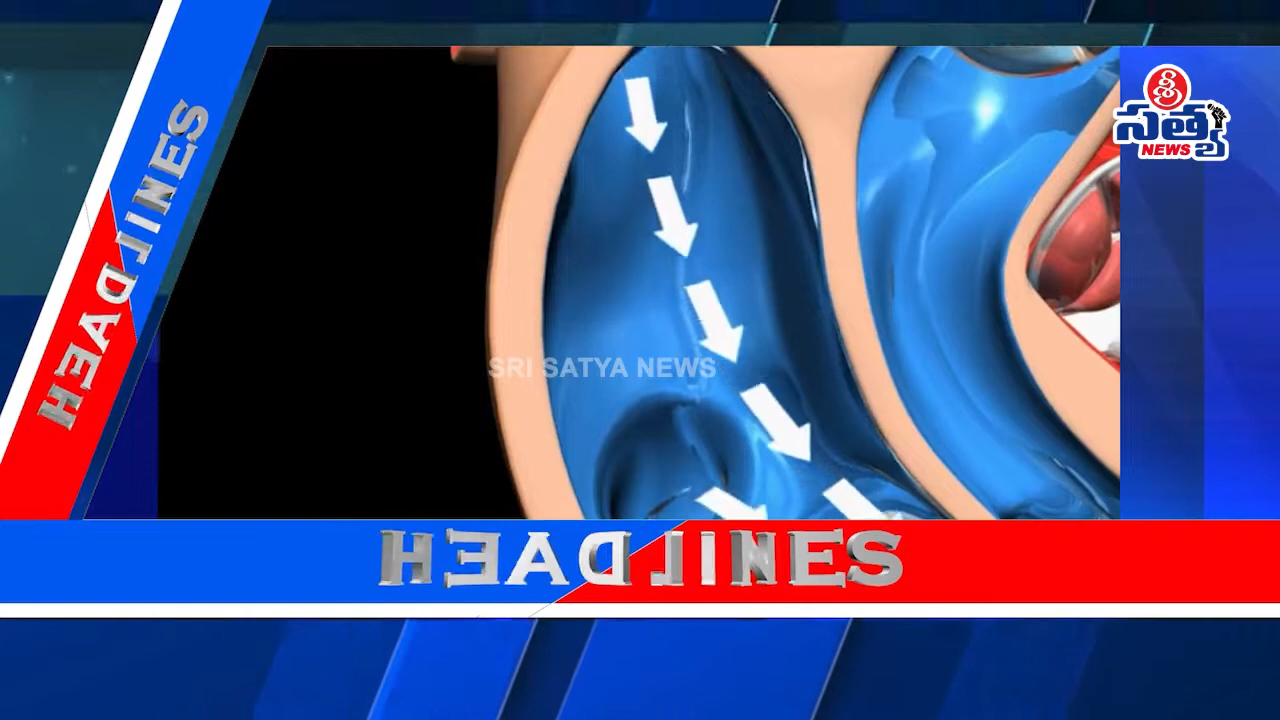 శ్రీ
సత్య
NEWS
HEADLINES
SRI SATYA NEWS
HEADLINES